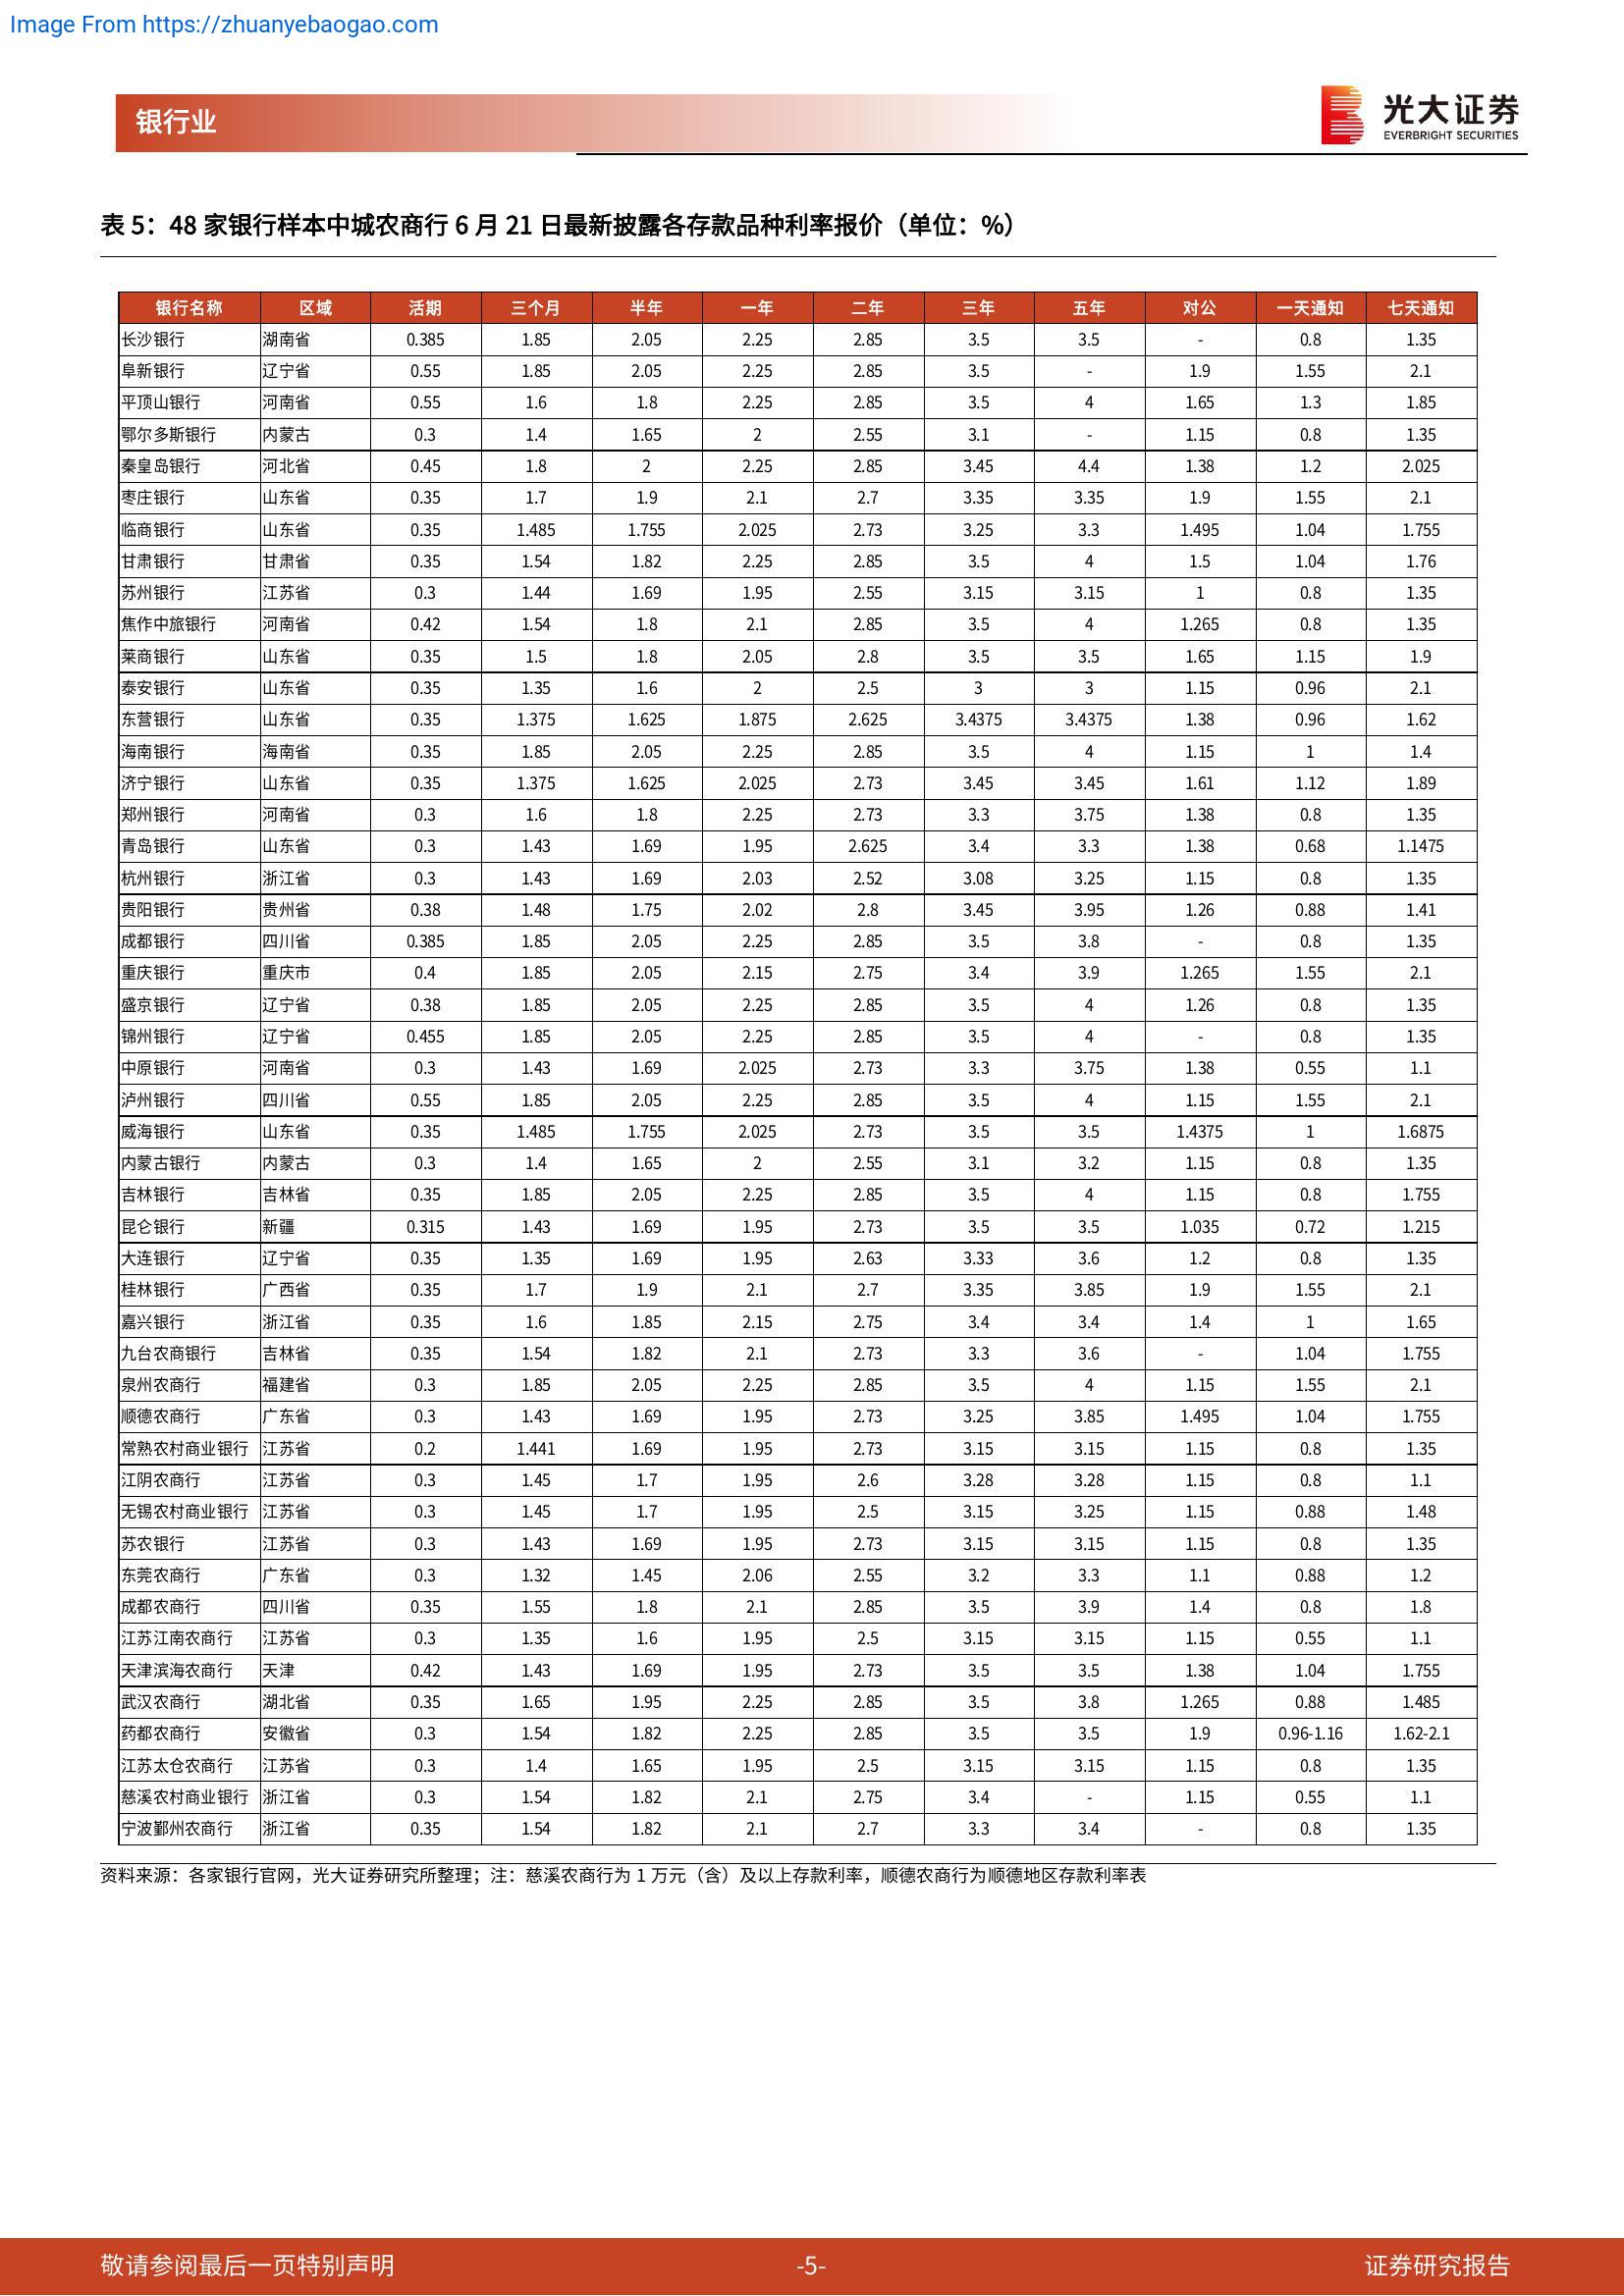 Image From https://zhuanyebaogao.com
银行业
光大证券
EVERBRIGHT SECURITIES
表 5：48 家银行样本中城农商行 6 月 21 日最新披露各存款品种利率报价（单位：%）
银行名称 区域 活期 三个月 半年 一年 二年 三年 五年 对公 一天通知 七天通知
长沙银行 湖南省 0.385 1.85 2.05 2.25 2.85 3.5 3.5 - 0.8 1.35
阜新银行 辽宁省 0.55 1.85 2.05 2.25 2.85 3.5 - 1.9 1.55 2.1
平顶山银行 河南省 0.55 1.6 1.8 2.25 2.85 3.5 4 1.65 1.3 1.85
鄂尔多斯银行 内蒙古 0.3 1.4 1.65 2 2.55 3.1 - 1.15 0.8 1.35
秦皇岛银行 河北省 0.45 1.8 2 2.25 2.85 3.45 4.4 1.38 1.2 2.025
枣庄银行 山东省 0.35 1.7 1.9 2.1 2.7 3.35 3.35 1.9 1.55 2.1
临商银行 山东省 0.35 1.485 1.755 2.025 2.73 3.25 3.3 1.495 1.04 1.755
甘肃银行 甘肃省 0.35 1.54 1.82 2.25 2.85 3.5 4 1.5 1.04 1.76
苏州银行 江苏省 0.3 1.44 1.69 1.95 2.55 3.15 3.15 1 0.8 1.35
焦作中旅银行 河南省 0.42 1.54 1.8 2.1 2.85 3.5 4 1.265 0.8 1.35
莱商银行 山东省 0.35 1.5 1.8 2.05 2.8 3.5 3.5 1.65 1.15 1.9
泰安银行 山东省 0.35 1.35 1.6 2 2.5 3 3 1.15 0.96 2.1
东营银行 山东省 0.35 1.375 1.625 1.875 2.625 3.4375 3.4375 1.38 0.96 1.62
海南银行 海南省 0.35 1.85 2.05 2.25 2.85 3.5 4 1.15 1 1.4
济宁银行 山东省 0.35 1.375 1.625 2.025 2.73 3.45 3.45 1.61 1.12 1.89
郑州银行 河南省 0.3 1.6 1.8 2.25 2.73 3.3 3.75 1.38 0.8 1.35
青岛银行 山东省 0.3 1.43 1.69 1.95 2.625 3.4 3.3 1.38 0.68 1.1475
杭州银行 浙江省 0.3 1.43 1.69 2.03 2.52 3.08 3.25 1.15 0.8 1.35
贵阳银行 贵州省 0.38 1.48 1.75 2.02 2.8 3.45 3.95 1.26 0.88 1.41
成都银行 四川省 0.385 1.85 2.05 2.25 2.85 3.5 3.8 - 0.8 1.35
重庆银行 重庆市 0.4 1.85 2.05 2.15 2.75 3.4 3.9 1.265 1.55 2.1
盛京银行 辽宁省 0.38 1.85 2.05 2.25 2.85 3.5 4 1.26 0.8 1.35
锦州银行 辽宁省 0.455 1.85 2.05 2.25 2.85 3.5 4 - 0.8 1.35
中原银行 河南省 0.3 1.43 1.69 2.025 2.73 3.3 3.75 1.38 0.55 1.1
泸州银行 四川省 0.55 1.85 2.05 2.25 2.85 3.5 4 1.15 1.55 2.1
威海银行 山东省 0.35 1.485 1.755 2.025 2.73 3.5 3.5 1.4375 1 1.6875
内蒙古银行 内蒙古 0.3 1.4 1.65 2 2.55 3.1 3.2 1.15 0.8 1.35
吉林银行 吉林省 0.35 1.85 2.05 2.25 2.85 3.5 4 1.15 0.8 1.755
昆仑银行 新疆 0.315 1.43 1.69 1.95 2.73 3.5 3.5 1.035 0.72 1.215
大连银行 辽宁省 0.35 1.35 1.69 1.95 2.63 3.33 3.6 1.2 0.8 1.35
桂林银行 广西省 0.35 1.7 1.9 2.1 2.7 3.35 3.85 1.9 1.55 2.1
嘉兴银行 浙江省 0.35 1.6 1.85 2.15 2.75 3.4 3.4 1.4 1 1.65
九台农商银行 吉林省 0.35 1.54 1.82 2.1 2.73 3.3 3.6 - 1.04 1.755
泉州农商行 福建省 0.3 1.85 2.05 2.25 2.85 3.5 4 1.15 1.55 2.1
顺德农商行 广东省 0.3 1.43 1.69 1.95 2.73 3.25 3.85 1.495 1.04 1.755
常熟农村商业银行 江苏省 0.2 1.441 1.69 1.95 2.73 3.15 3.15 1.15 0.8 1.35
江阴农商行 江苏省 0.3 1.45 1.7 1.95 2.6 3.28 3.28 1.15 0.8 1.1
无锡农村商业银行 江苏省 0.3 1.45 1.7 1.95 2.5 3.15 3.25 1.15 0.88 1.48
苏农银行 江苏省 0.3 1.43 1.69 1.95 2.73 3.15 3.15 1.15 0.8 1.35
东莞农商行 广东省 0.3 1.32 1.45 2.06 2.55 3.2 3.3 1.1 0.88 1.2
成都农商行 四川省 0.35 1.55 1.8 2.1 2.85 3.5 3.9 1.4 0.8 1.8
江苏江南农商行 江苏省 0.3 1.35 1.6 1.95 2.5 3.15 3.15 1.15 0.55 1.1
天津滨海农商行 天津 0.42 1.43 1.69 1.95 2.73 3.5 3.5 1.38 1.04 1.755
武汉农商行 湖北省 0.35 1.65 1.95 2.25 2.85 3.5 3.8 1.265 0.88 1.485
药都农商行 安徽省 0.3 1.54 1.82 2.25 2.85 3.5 3.5 1.9 0.96-1.16 1.62-2.1
江苏太仓农商行 江苏省 0.3 1.4 1.65 1.95 2.5 3.15 3.15 1.15 0.8 1.35
慈溪农村商业银行 浙江省 0.3 1.54 1.82 2.1 2.75 3.4 - 1.15 0.55 1.1
宁波鄞州农商行 浙江省 0.35 1.54 1.82 2.1 2.7 3.3 3.4 - 0.8 1.35
资料来源：各家银行官网，光大证券研究所整理；注：慈溪农商行为 1 万元（含）及以上存款利率，顺德农商行为顺德地区存款利率表
敬请参阅最后一页特别声明 -5- 证券研究报告